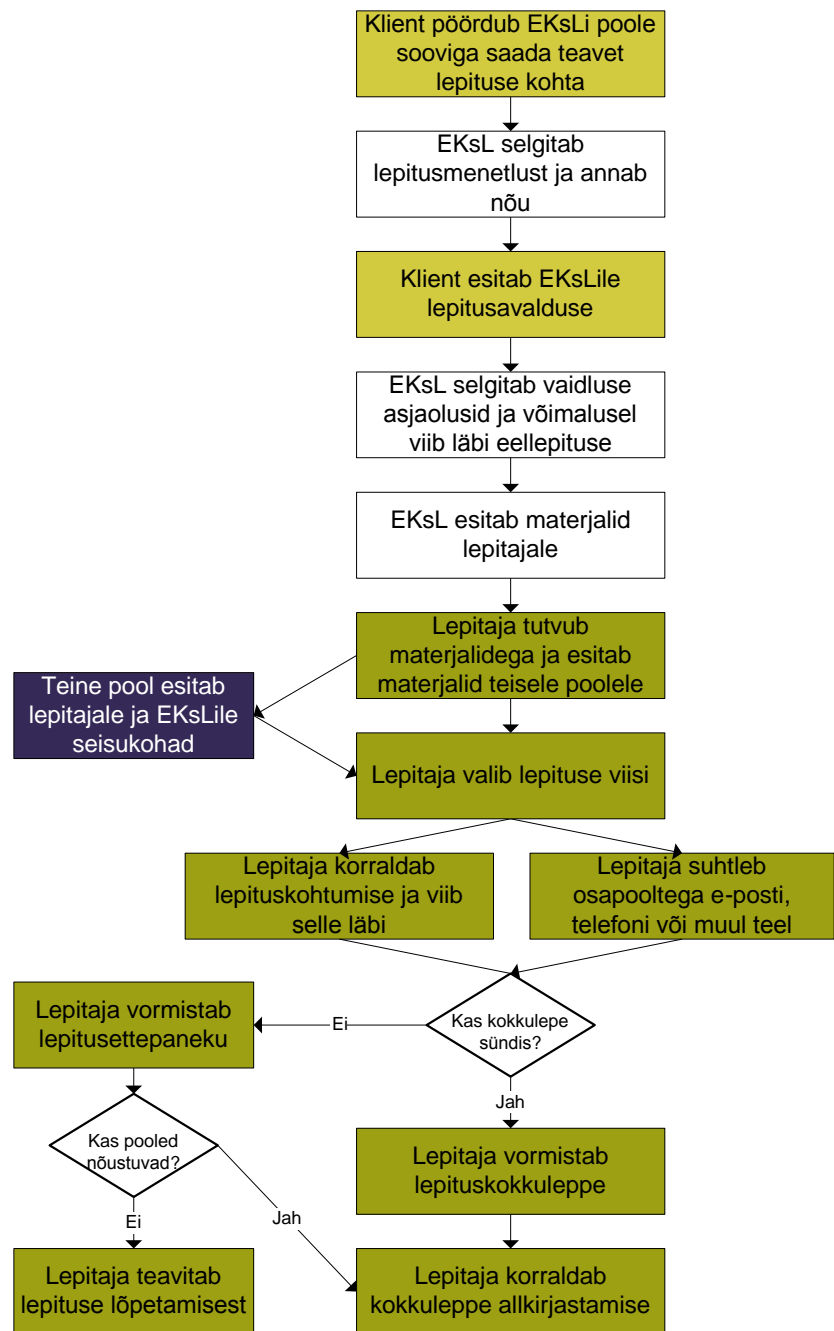 Klient pöördub EKsLi poole
sooviga saada teavet
lepituse kohta
EKsL selgitab
lepitusmenetlust ja annab
nõu
Klient esitab EKsLile
lepitusavalduse
EKsL selgitab vaidluse
asjaolusid ja võimalusel
viib läbi eellepituse
EKsL esitab materjalid
lepitajale
Lepitaja tutvub
materjalidega ja esitab
materjalid teisele poolele
Teine pool esitab
lepitajale ja EKsLile
seisukohad
Lepitaja valib lepituse viisi
Lepitaja korraldab
lepituskohtumise ja viib
selle läbi
Lepitaja suhtleb
osapooltega e-posti,
telefoni või muul teel
Kas kokkulepe
sündis?
Ei
Lepitaja vormistab
lepitusettepaneku
Jah
Kas pooled
nõustuvad?
Lepitaja vormistab
lepituskokkuleppe
Ei
Jah
Lepitaja teavitab
lepituse lõpetamisest
Lepitaja korraldab
kokkuleppe allkirjastamise